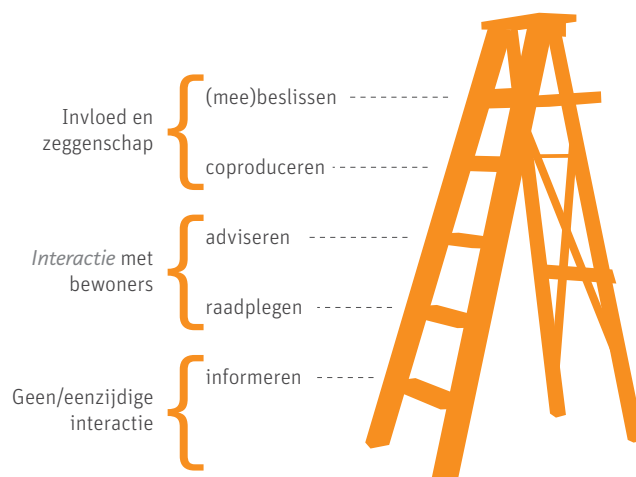 Invloed en
zeggenschap
(mee)beslissen
coproduceren
Interactie met
bewoners
adviseren
raadplegen
Geen/eenzijdige
interactie
informeren